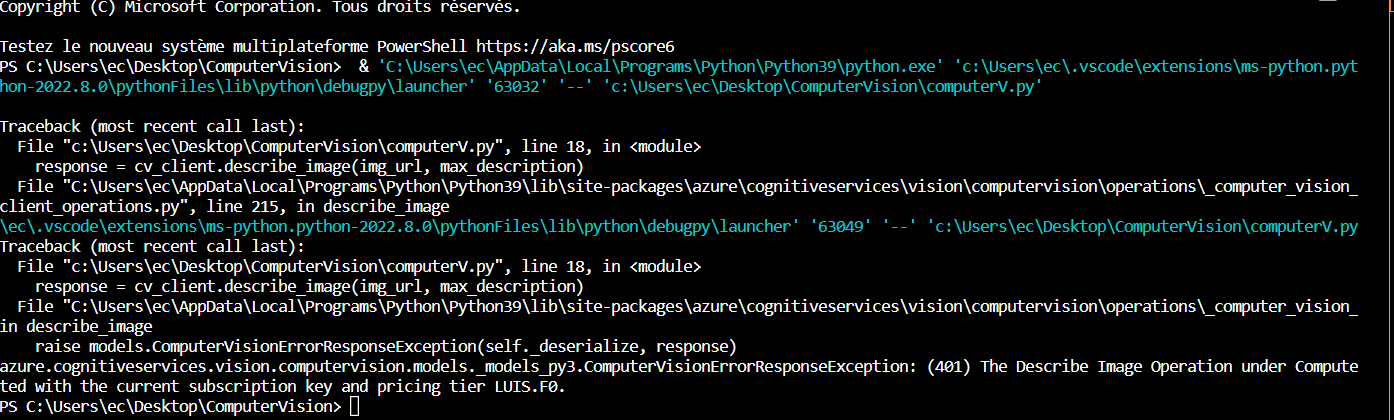 Copyright (C) Microsoft Corporation. Tous droits réservés.
Testez le nouveau système multiplateforme PowerShell https://aka.ms/pscore6
PS C:\Users\ec\Desktop\ComputerVision>  & 'C:\Users\ec\AppData\Local\Programs\Python\Python39\python.exe' 'c:\Users\ec\.vscode\extensions\ms-python.pyt
hon-2022.8.0\pythonFiles\lib\python\debugpy\launcher' '63032' '--' 'c:\Users\ec\Desktop\ComputerVision\computerV.py'
Traceback (most recent call last):
  File "c:\Users\ec\Desktop\ComputerVision\computerV.py", line 18, in <module>
    response = cv_client.describe_image(img_url, max_description)
  File "C:\Users\ec\AppData\Local\Programs\Python\Python39\lib\site-packages\azure\cognitiveservices\vision\computervision\operations\_computer_vision_
client_operations.py", line 215, in describe_image
\ec\.vscode\extensions\ms-python.python-2022.8.0\pythonFiles\lib\python\debugpy\launcher' '63049' '--' 'c:\Users\ec\Desktop\ComputerVision\computerV.py
Traceback (most recent call last):
  File "c:\Users\ec\Desktop\ComputerVision\computerV.py", line 18, in <module>
    response = cv_client.describe_image(img_url, max_description)
  File "C:\Users\ec\AppData\Local\Programs\Python\Python39\lib\site-packages\azure\cognitiveservices\vision\computervision\operations\_computer_vision_
in describe_image
    raise models.ComputerVisionErrorResponseException(self._deserialize, response)
azure.cognitiveservices.vision.computervision.models._models_py3.ComputerVisionErrorResponseException: (401) The Describe Image Operation under Compute
ted with the current subscription key and pricing tier LUIS.F0.
PS C:\Users\ec\Desktop\ComputerVision>